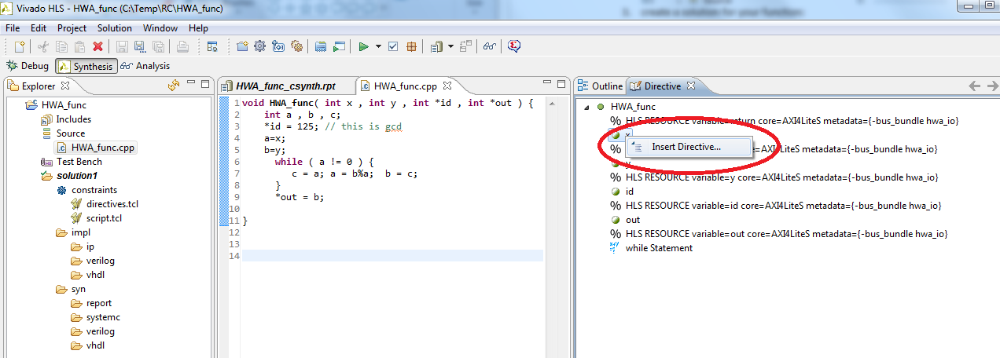 Vivado HLS - HWA_func (C:\Temp\RC\HWA_func)
create a solution for your function:
File Edit Project Solution Window Help
Debug Synthesis Analysis
Explorer
HWA_func
Includes
Source
HWA_func.cpp
Test Bench
solution1
constraints
directives.tcl
script.tcl
impl
ip
verilog
vhdl
syn
report
systemc
verilog
vhdl
HWA_func_csynth.rpt HWA_func.cpp
1 void HWA_func( int x , int y , int *id , int *out ) {
2 int a , b , c;
3 *id = 125; // this is gcd
4 a=x;
5 b=y;
6 while ( a != 0 ) {
7 c = a; a = b%a; b = c;
8 }
9 *out = b;
10
11 }
12
13
14
Outline Directive
HWA_func
% HLS RESOURCE variable=return core=AXI4LiteS metadata={-bus_bundle hwa_io}
x
Insert Directive...
% core=AXI4LiteS metadata={-bus_bundle hwa_io}
y
% HLS RESOURCE variable=y core=AXI4LiteS metadata={-bus_bundle hwa_io}
id
% HLS RESOURCE variable=id core=AXI4LiteS metadata={-bus_bundle hwa_io}
out
% HLS RESOURCE variable=out core=AXI4LiteS metadata={-bus_bundle hwa_io}
while Statement